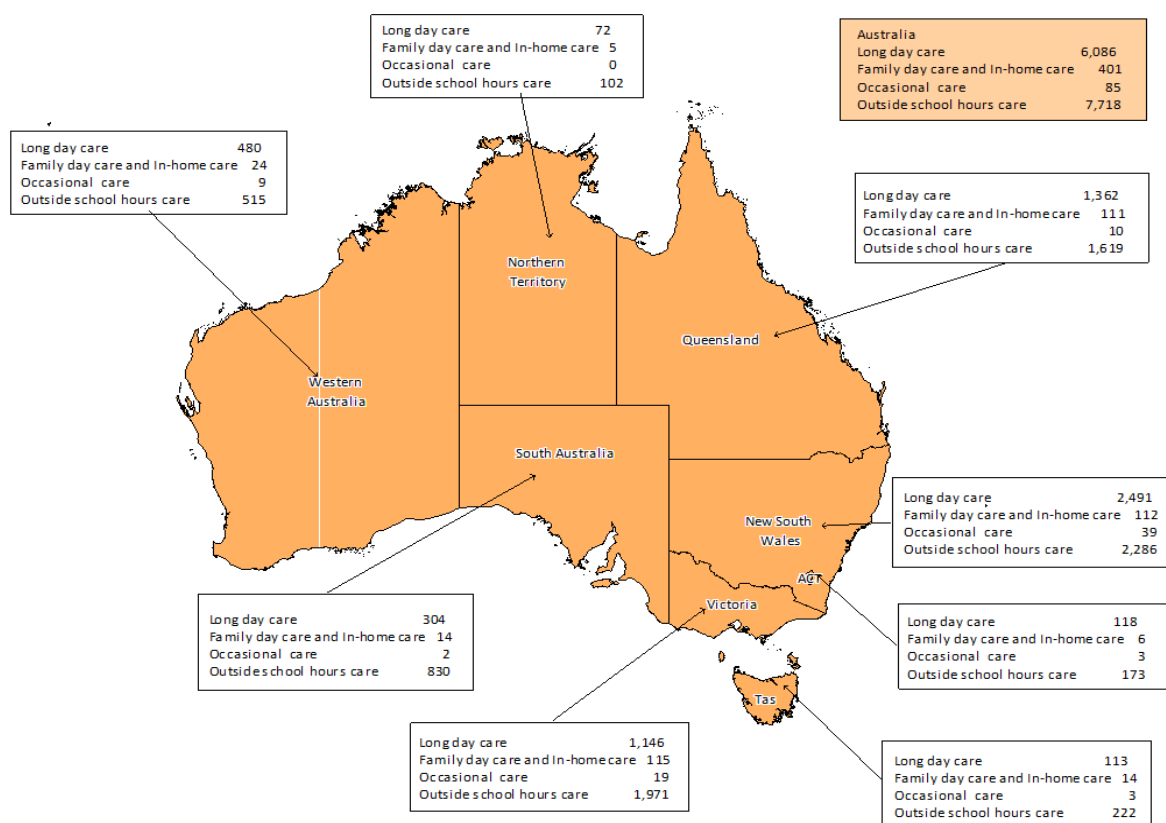 Long day care 72
Family day care and In-home care 5
Occasional care 0
Outside school hours care 102
Australia
Long day care 6,086
Family day care and In-home care 401
Occasional care 85
Outside school hours care 7,718
Long day care 480
Family day care and In-home care 24
Occasional care 9
Outside school hours care 515
Long day care 1,362
Family day care and In-home care 111
Occasional care 10
Outside school hours care 1,619
Northern
Territory
Queensland
Western
Australia
South Australia
Long day care 2,491
Family day care and In-home care 112
Occasional care 39
Outside school hours care 2,286
New South
Wales
ACT
Victoria
Long day care 304
Family day care and In-home care 14
Occasional care 2
Outside school hours care 830
Long day care 118
Family day care and In-home care 6
Occasional care 3
Outside school hours care 173
Tas
Long day care 1,146
Family day care and In-home care 115
Occasional care 19
Outside school hours care 1,971
Long day care 113
Family day care and In-home care 14
Occasional care 3
Outside school hours care 222